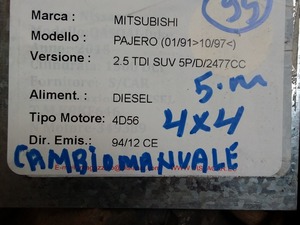 99
Marca : MITSUBISHI
Modello : PAJERO (01/91>10/97<)
Versione : 2.5 TDI SUV 5P/D/2477CC
Aliment. : DIESEL 5.m
Tipo Motore: 4D56 4X4
Dir. Emis.: 94/12 CE
CAMBIOMANUALE